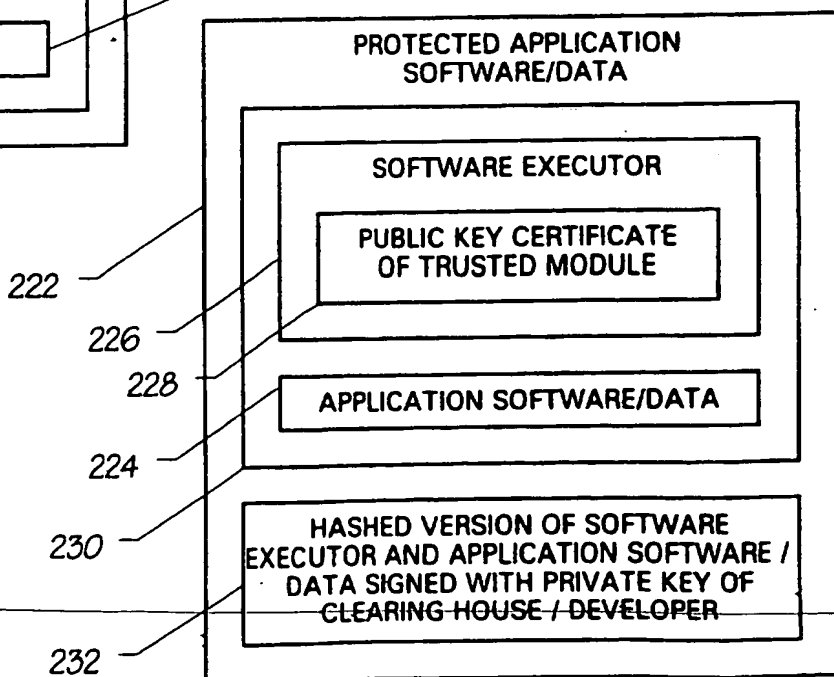 PROTECTED APPLICATION
SOFTWARE/DATA
SOFTWARE EXECUTOR
PUBLIC KEY CERTIFICATE
OF TRUSTED MODULE
222
226
228
APPLICATION SOFTWARE/DATA
224
230
HASHED VERSION OF SOFTWARE
EXECUTOR AND APPLICATION SOFTWARE /
DATA SIGNED WITH PRIVATE KEY OF
CLEARING HOUSE / DEVELOPER
232